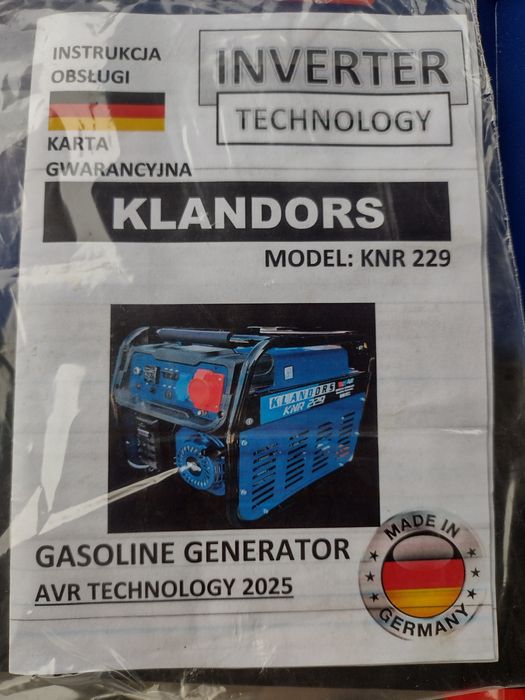 INSTRUKCJA
OBSŁUGI
INVERTER
TECHNOLOGY
KARTA
GWARANCYJNA
KLANDORS
MODEL: KNR 229
KLANDORS
KNR 229
GASOLINE GENERATOR
AVR TECHNOLOGY 2025
MADE IN
GERMANY